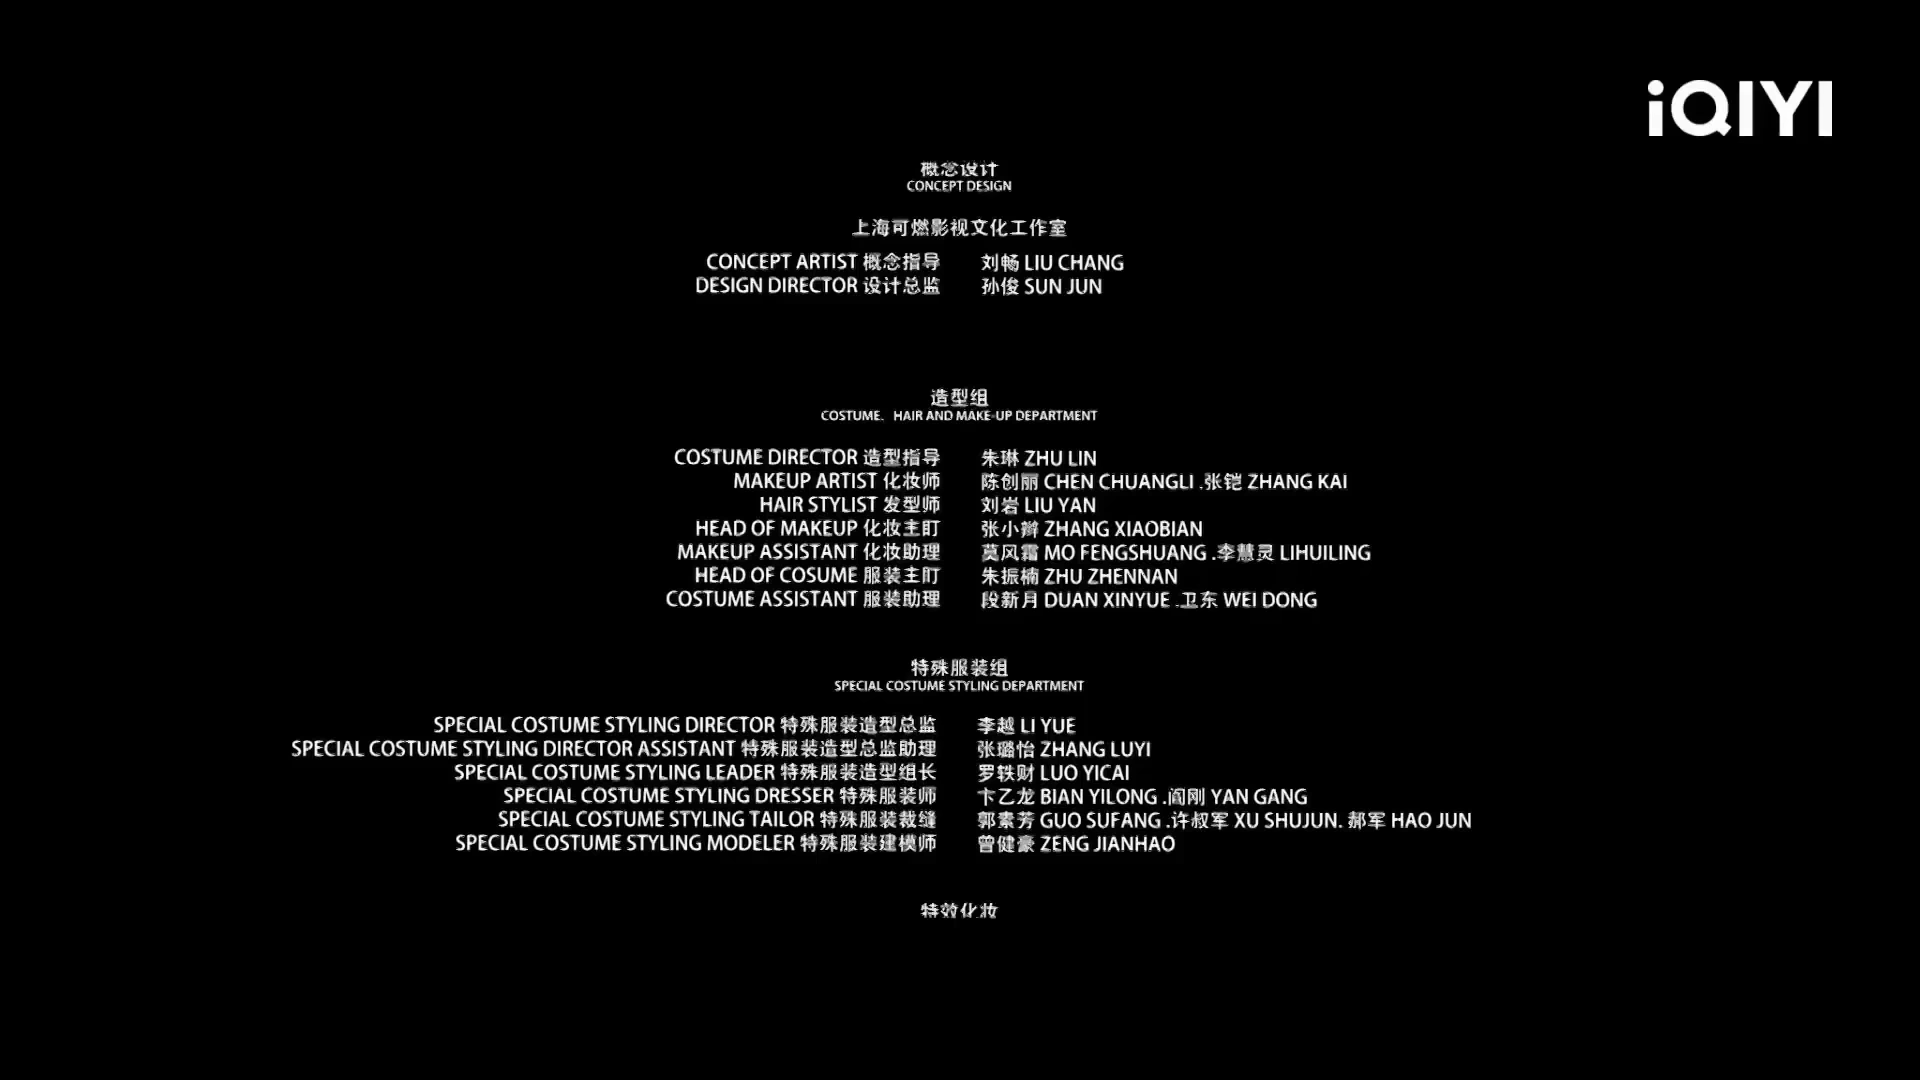 iQIYI
概念设计
CONCEPT DESIGN
上海可燃影视文化工作室
CONCEPT ARTIST 概念指导 刘畅 LIU CHANG
DESIGN DIRECTOR 设计总监 孙俊 SUN JUN
造型组
COSTUME、HAIR AND MAKE-UP DEPARTMENT
COSTUME DIRECTOR 造型指导 朱琳 ZHU LIN
MAKEUP ARTIST 化妆师 陈创丽 CHEN CHUANGLI .张铠 ZHANG KAI
HAIR STYLIST 发型师 刘岩 LIU YAN
HEAD OF MAKEUP 化妆主盯 张小辫 ZHANG XIAOBIAN
MAKEUP ASSISTANT 化妆助理 莫风霜 MO FENGSHUANG .李慧灵 LIHUILING
HEAD OF COSUME 服装主盯 朱振楠 ZHU ZHENNAN
COSTUME ASSISTANT 服装助理 段新月 DUAN XINYUE .卫东 WEI DONG
特殊服装组
SPECIAL COSTUME STYLING DEPARTMENT
SPECIAL COSTUME STYLING DIRECTOR 特殊服装造型总监 李越 LI YUE
SPECIAL COSTUME STYLING DIRECTOR ASSISTANT 特殊服装造型总监助理 张璐怡 ZHANG LUYI
SPECIAL COSTUME STYLING LEADER 特殊服装造型组长 罗轶财 LUO YICAI
SPECIAL COSTUME STYLING DRESSER 特殊服装师 卞乙龙 BIAN YILONG .阎刚 YAN GANG
SPECIAL COSTUME STYLING TAILOR 特殊服装裁缝 郭素芳 GUO SUFANG .许叔军 XU SHUJUN. 郝军 HAO JUN
SPECIAL COSTUME STYLING MODELER 特殊服装建模师 曾健豪 ZENG JIANHAO
特效化妆